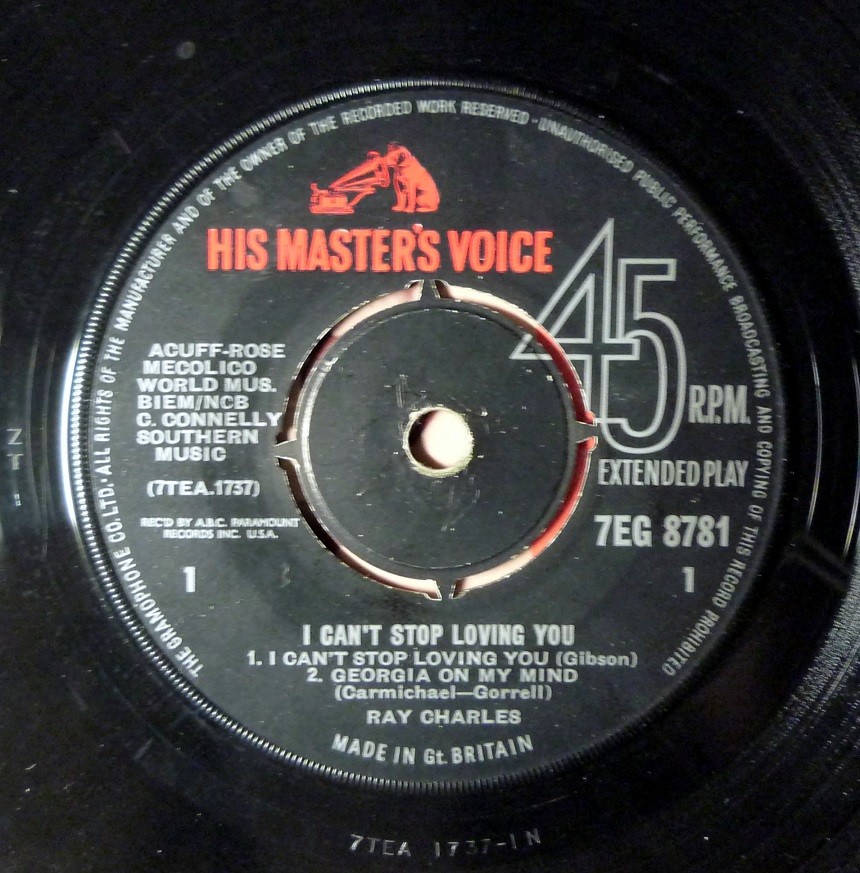 THE GRAMOPHONE CO. LTD. · ALL RIGHTS OF THE MANUFACTURER AND OF THE OWNER OF THE RECORDED WORK RESERVED · UNAUTHORISED PUBLIC PERFORMANCE BROADCASTING AND COPYING OF THIS RECORD PROHIBITED
HIS MASTER'S VOICE
45
R.P.M.
EXTENDED PLAY
7EG 8781
1
ACUFF-ROSE
MECOLICO
WORLD MUS.
BIEM/NCB
C. CONNELLY
SOUTHERN
MUSIC
(7TEA.1737)
REC'D BY A.B.C. PARAMOUNT
RECORDS INC. U.S.A.
1
I CAN'T STOP LOVING YOU
1. I CAN'T STOP LOVING YOU (Gibson)
2. GEORGIA ON MY MIND
(Carmichael—Gorrell)
RAY CHARLES
MADE IN Gt. BRITAIN
7TEA 1737-1N